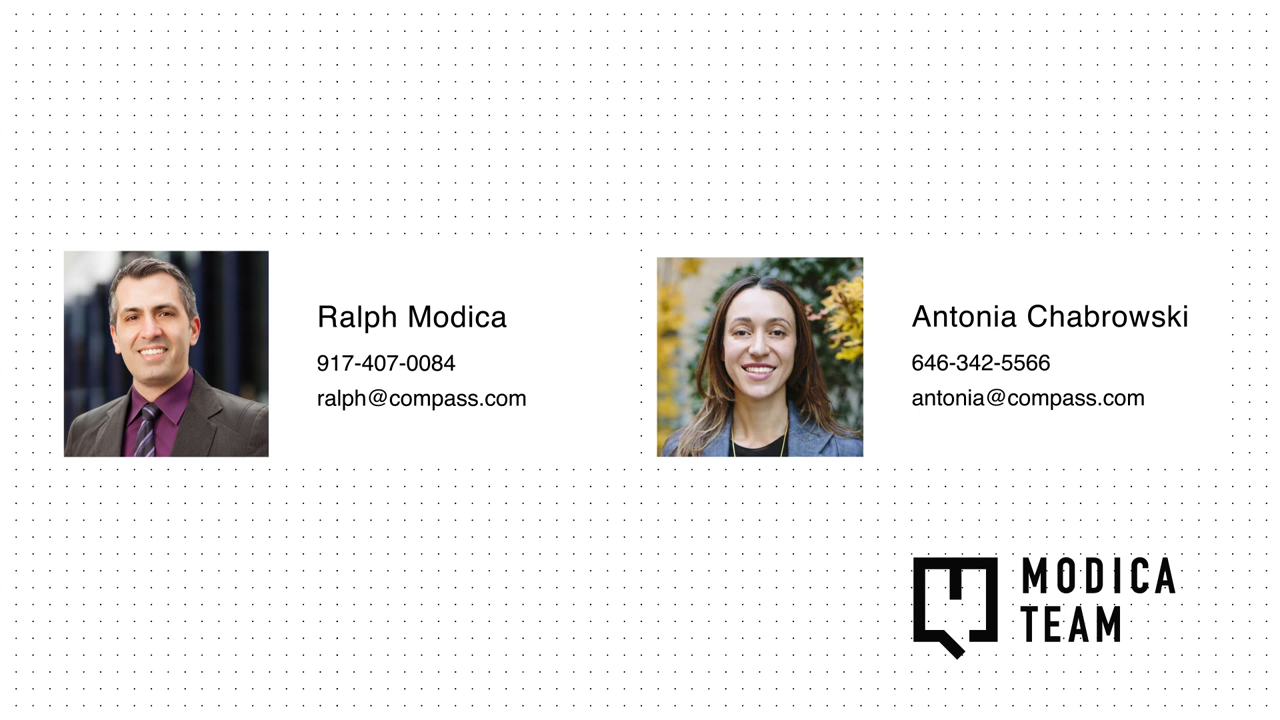 Ralph Modica
917-407-0084
ralph@compass.com
Antonia Chabrowski
646-342-5566
antonia@compass.com
MODICA
TEAM